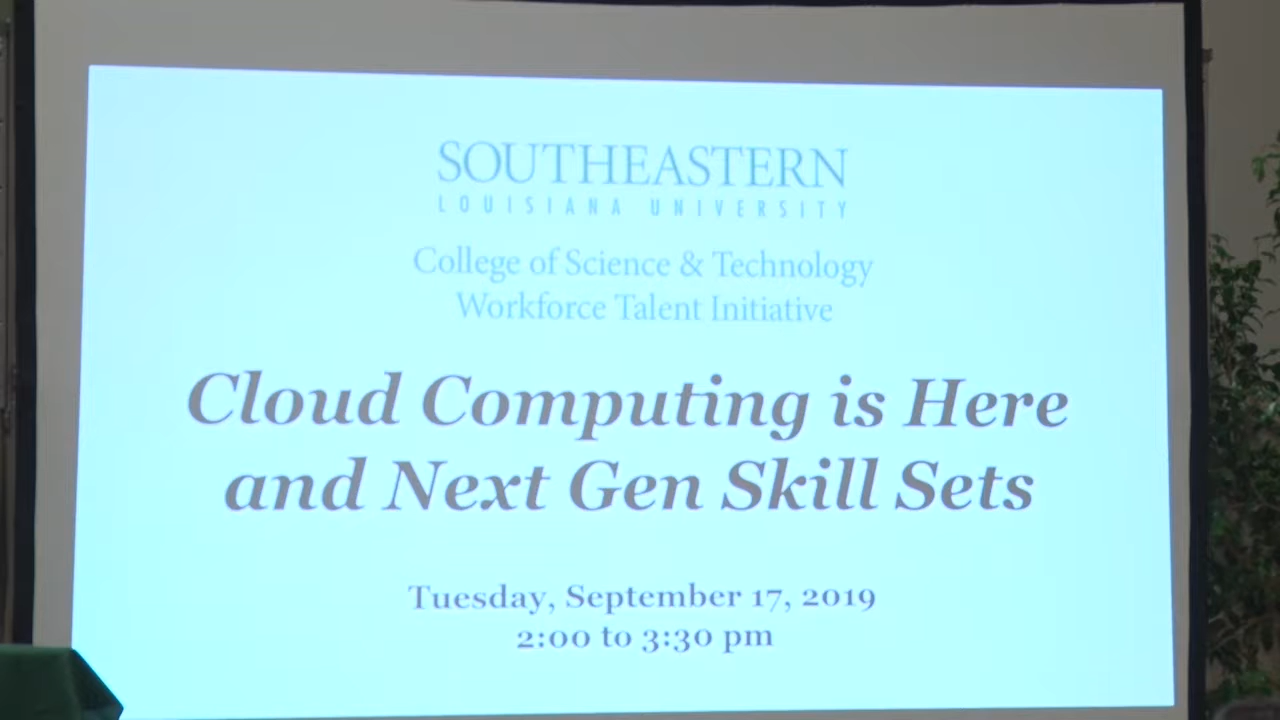 SOUTHEASTERN
LOUISIANA UNIVERSITY
College of Science & Technology
Workforce Talent Initiative
Cloud Computing is Here
and Next Gen Skill Sets
Tuesday, September 17, 2019
2:00 to 3:30 pm